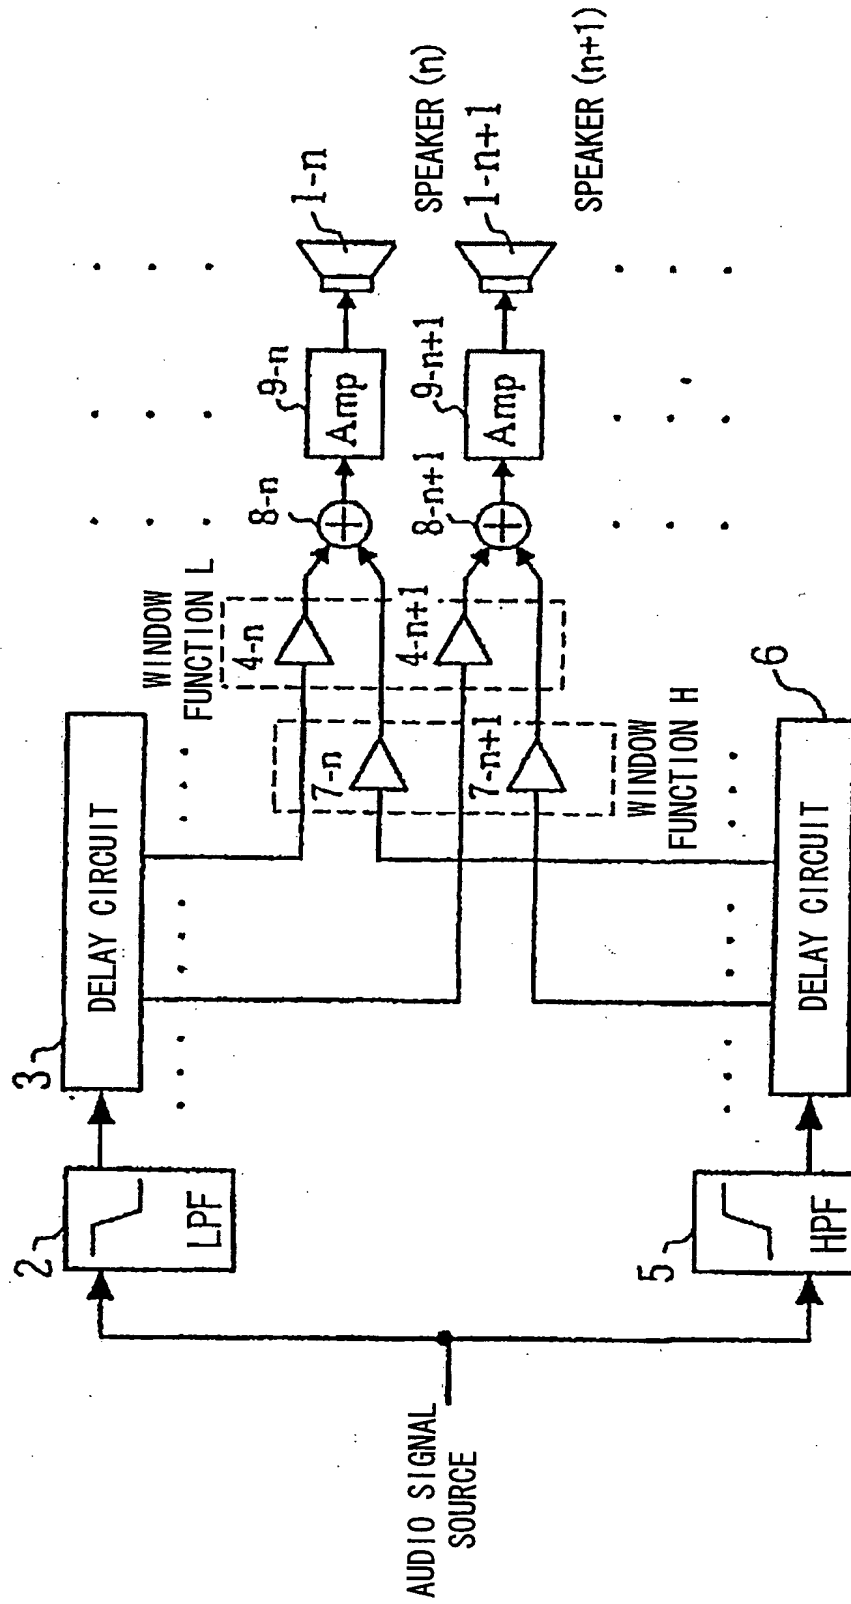 AUDIO SIGNAL
SOURCE
2
LPF
5
HPF
3
DELAY CIRCUIT
6
DELAY CIRCUIT
WINDOW
FUNCTION L
4-n
4-n+1
7-n
7-n+1
WINDOW
FUNCTION H
8-n
8-n+1
9-n
Amp
9-n+1
Amp
1-n
SPEAKER (n)
1-n+1
SPEAKER (n+1)